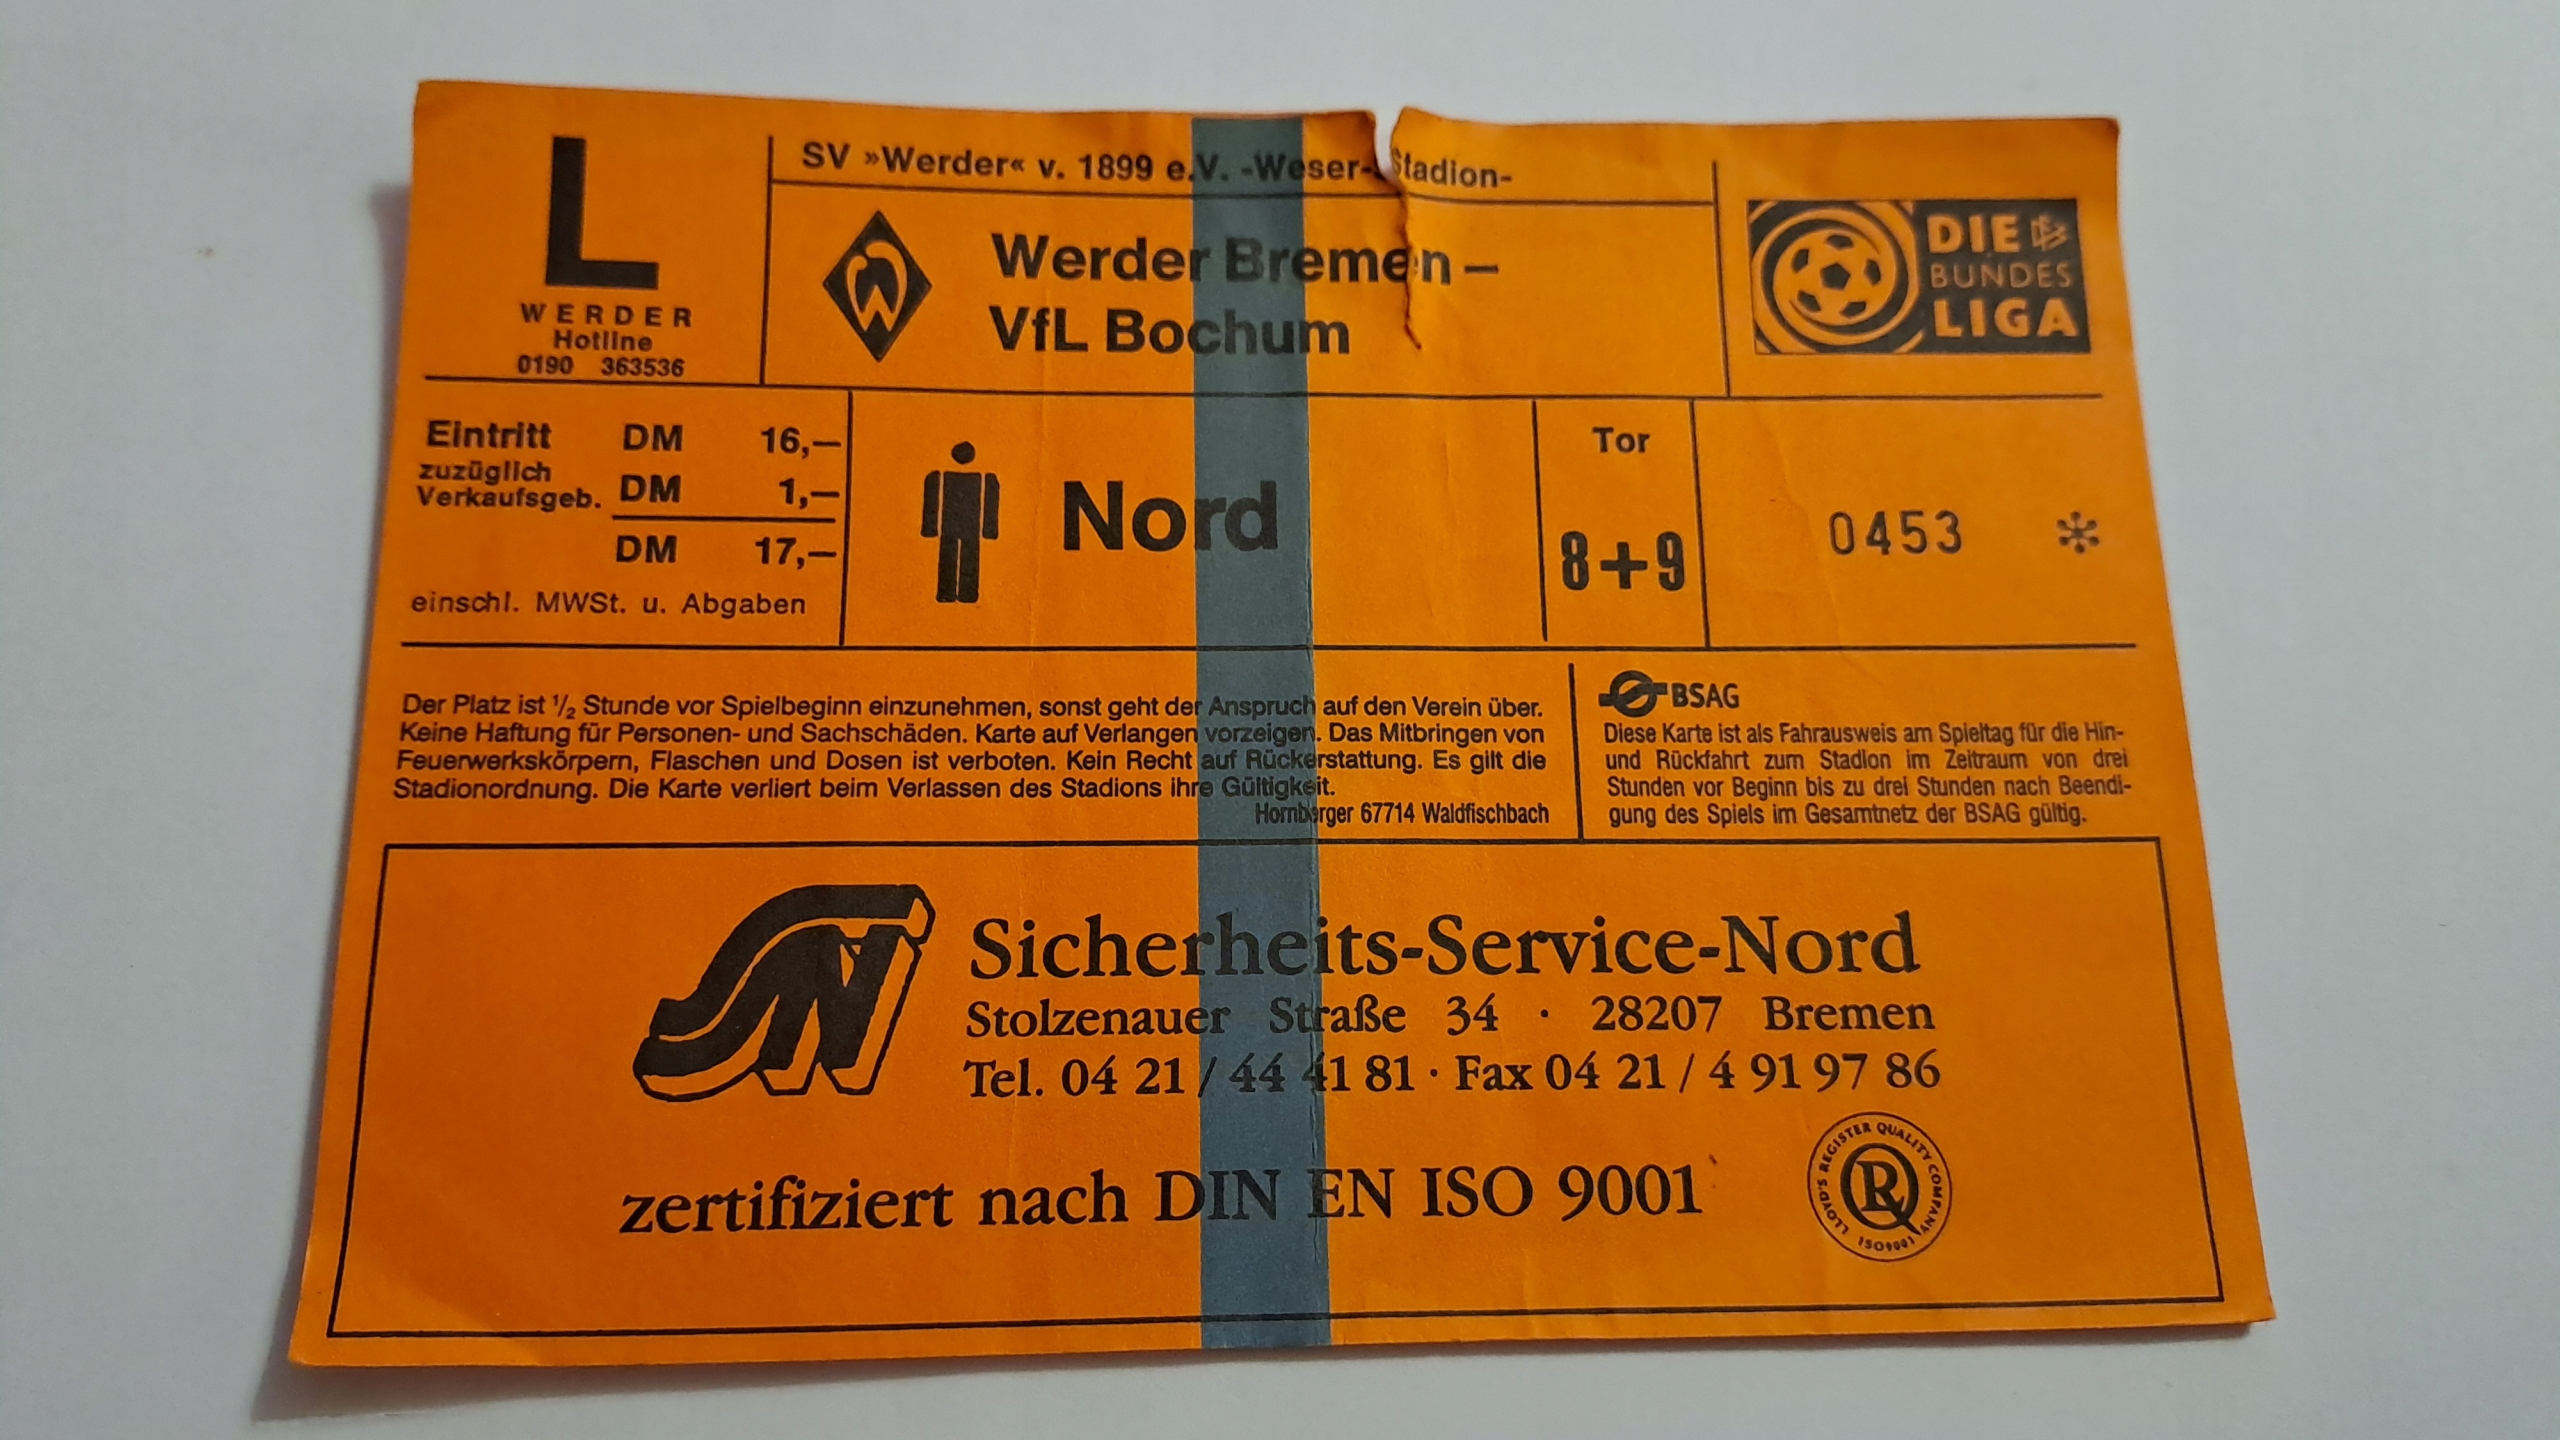 L
WERDER
Hotline
0190 363536
SV »Werder« v. 1899 e.V. -Weser-Stadion-
Werder Bremen –
VfL Bochum
DIE
BUNDES
LIGA
Eintritt DM 16,—
zuzüglich
Verkaufsgeb. DM 1,—
DM 17,—
einschl. MWSt. u. Abgaben
Nord
Tor
8+9
0453 *
Der Platz ist ½ Stunde vor Spielbeginn einzunehmen, sonst geht der Anspruch auf den Verein über.
Keine Haftung für Personen- und Sachschäden. Karte auf Verlangen vorzeigen. Das Mitbringen von
Feuerwerkskörpern, Flaschen und Dosen ist verboten. Kein Recht auf Rückerstattung. Es gilt die
Stadionordnung. Die Karte verliert beim Verlassen des Stadions ihre Gültigkeit.
Hornberger 67714 Waldfischbach
BSAG
Diese Karte ist als Fahrausweis am Spieltag für die Hin-
und Rückfahrt zum Stadion im Zeitraum von drei
Stunden vor Beginn bis zu drei Stunden nach Beendi-
gung des Spiels im Gesamtnetz der BSAG gültig.
Sicherheits-Service-Nord
Stolzenauer Straße 34 · 28207 Bremen
Tel. 04 21 / 44 41 81 · Fax 04 21 / 4 91 97 86
zertifiziert nach DIN EN ISO 9001
LLOYD'S REGISTER QUALITY COMPANY
ISO9001